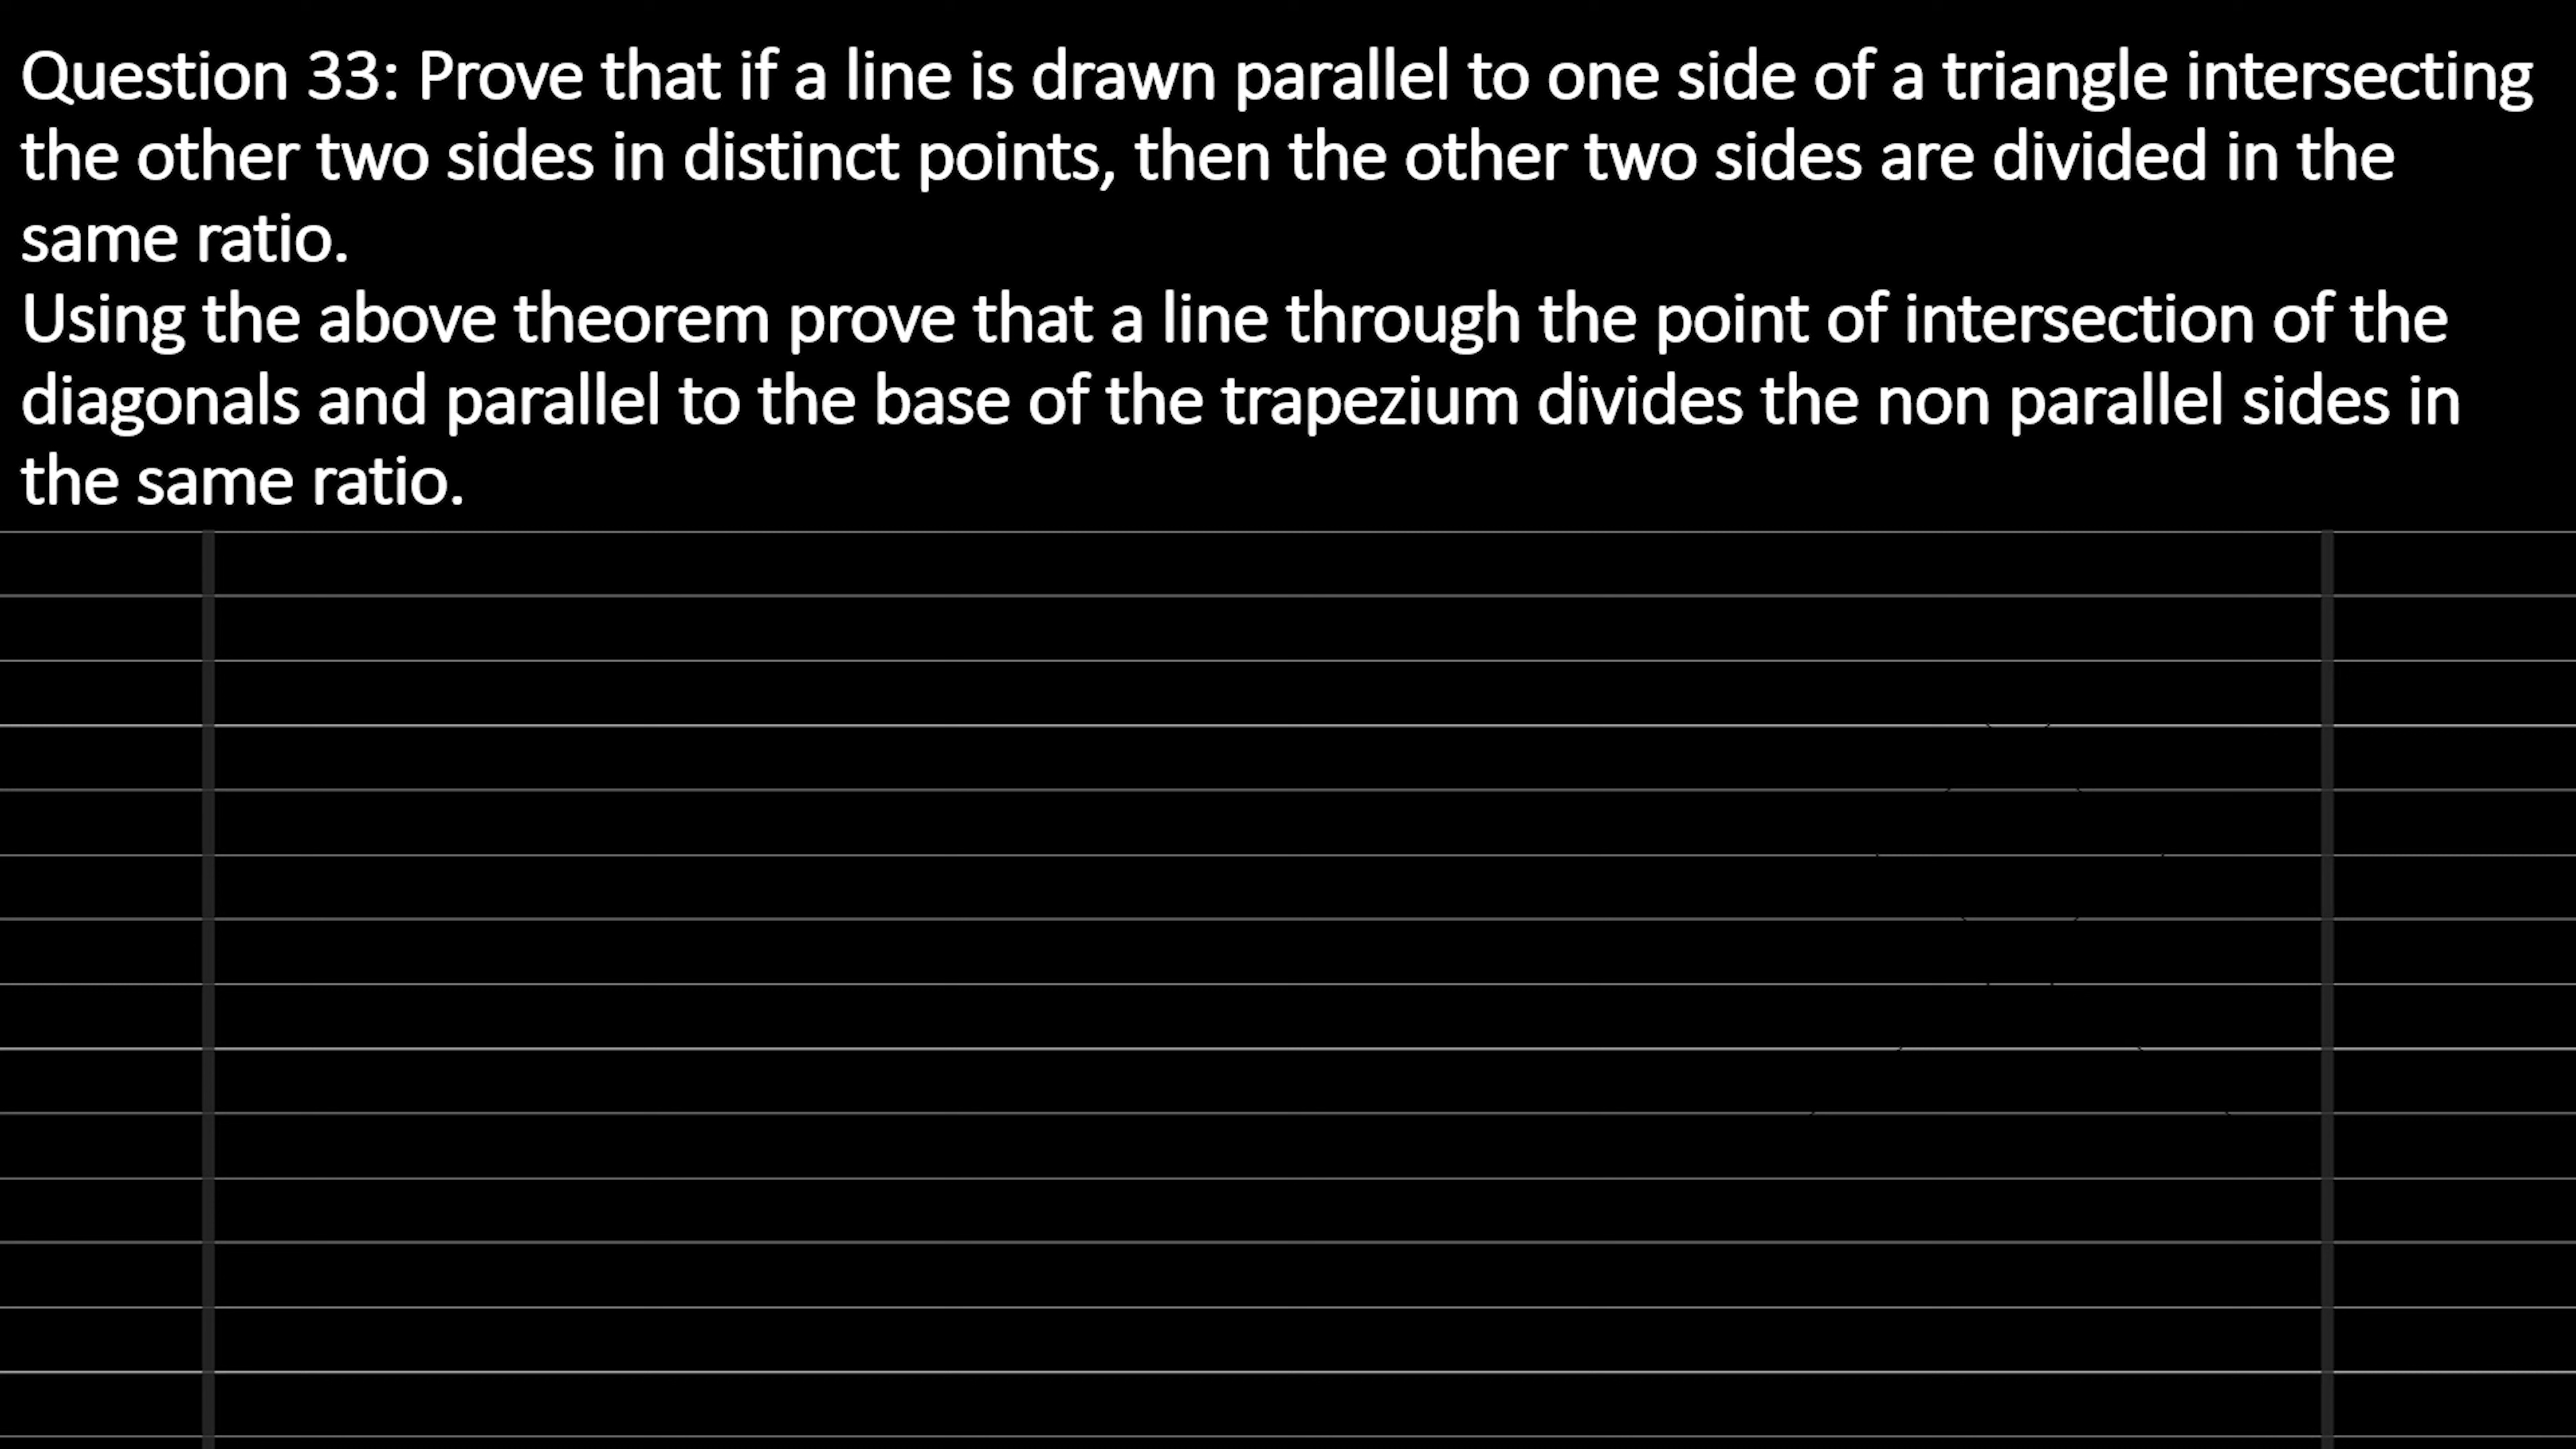 Question 33: Prove that if a line is drawn parallel to one side of a triangle intersecting
the other two sides in distinct points, then the other two sides are divided in the
same ratio.
Using the above theorem prove that a line through the point of intersection of the
diagonals and parallel to the base of the trapezium divides the non parallel sides in
the same ratio.